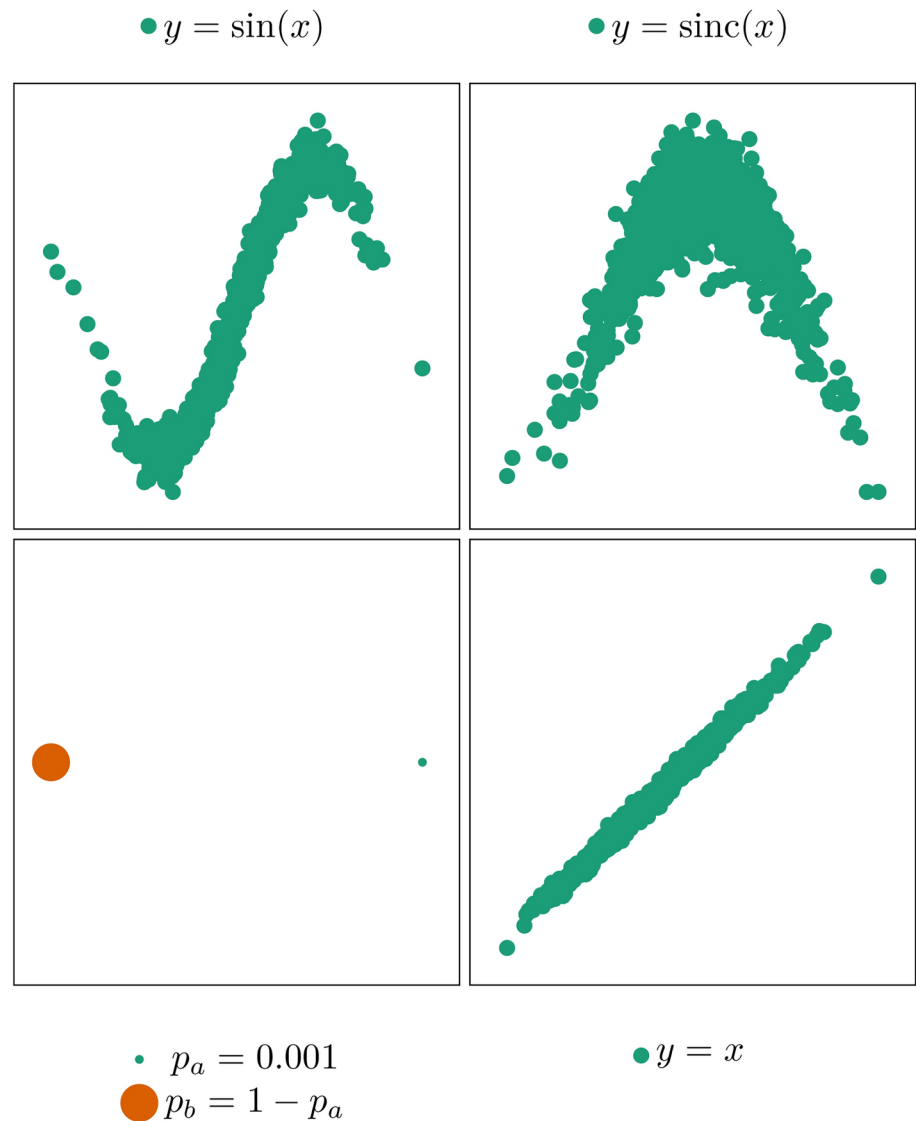 y = sin(x)
y = sinc(x)
p_a = 0.001
p_b = 1 − p_a
y = x